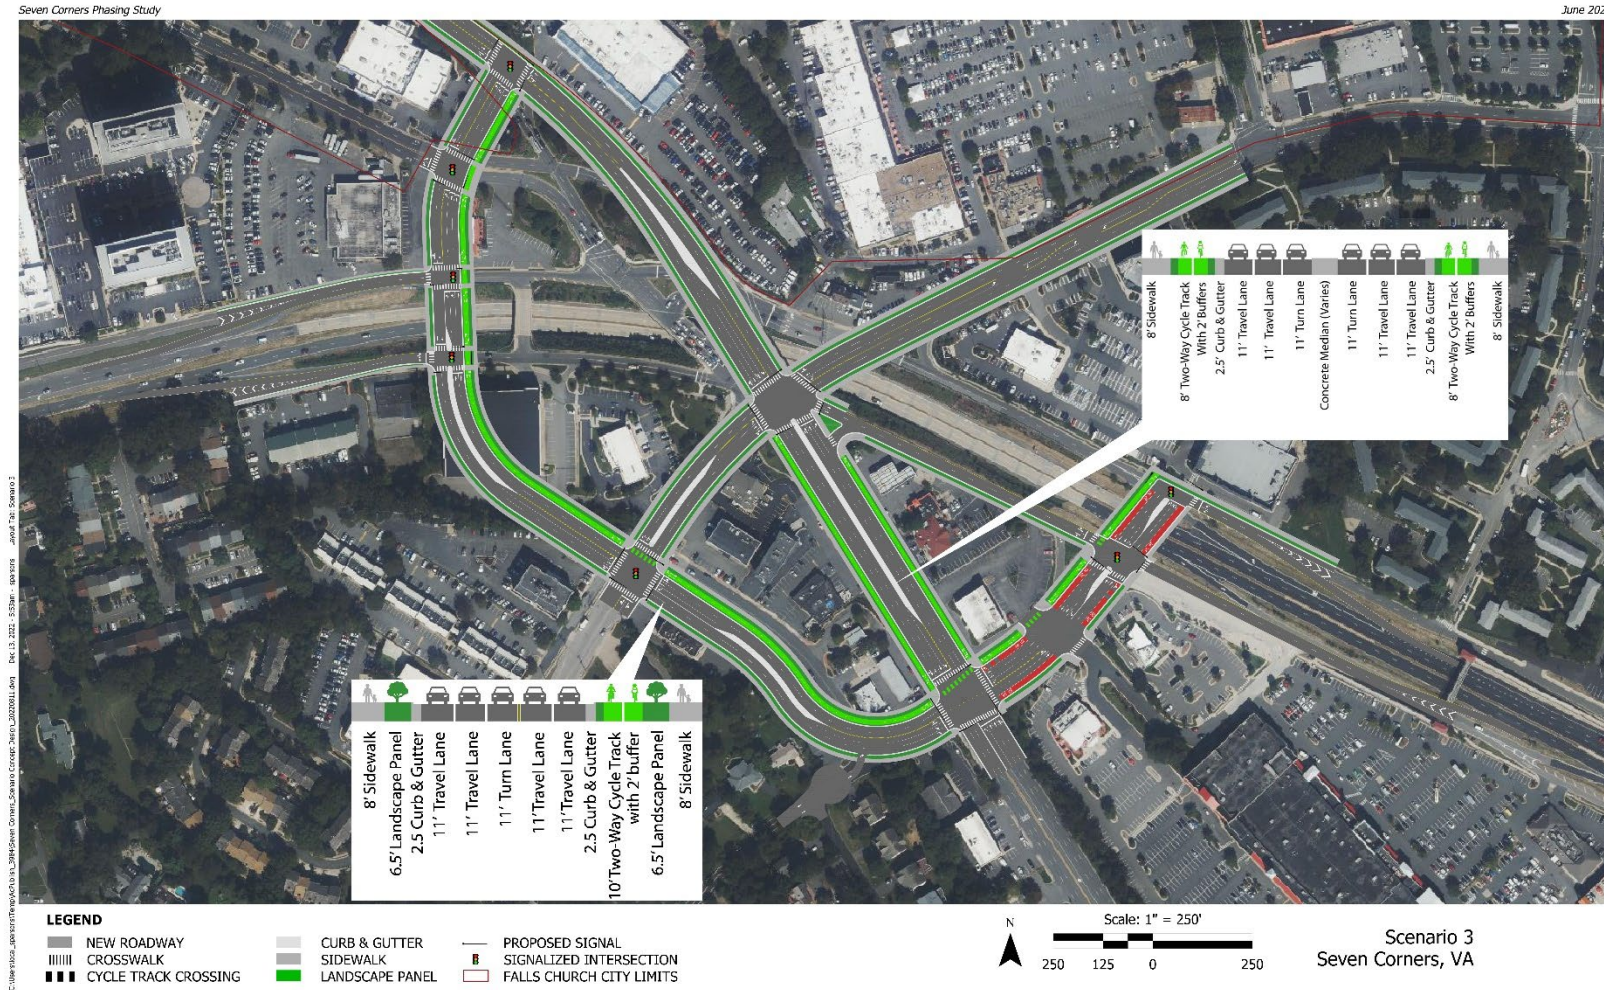 Seven Corners Phasing Study
June 202
8' Sidewalk
8' Two-Way Cycle Track
With 2' Buffers
2.5' Curb & Gutter
11' Travel Lane
11' Travel Lane
11' Turn Lane
Concrete Median (Varies)
11' Turn Lane
11' Travel Lane
11' Travel Lane
2.5' Curb & Gutter
8' Two-Way Cycle Track
With 2' Buffers
8' Sidewalk
8' Sidewalk
6.5' Landscape Panel
2.5 Curb & Gutter
11' Travel Lane
11' Travel Lane
11' Turn Lane
11' Travel Lane
11' Travel Lane
2.5 Curb & Gutter
10' Two-Way Cycle Track
with 2' buffer
6.5' Landscape Panel
8' Sidewalk
LEGEND
NEW ROADWAY
CROSSWALK
CYCLE TRACK CROSSING
CURB & GUTTER
SIDEWALK
LANDSCAPE PANEL
PROPOSED SIGNAL
SIGNALIZED INTERSECTION
FALLS CHURCH CITY LIMITS
N
Scale: 1" = 250'
250 125 0 250
Scenario 3
Seven Corners, VA